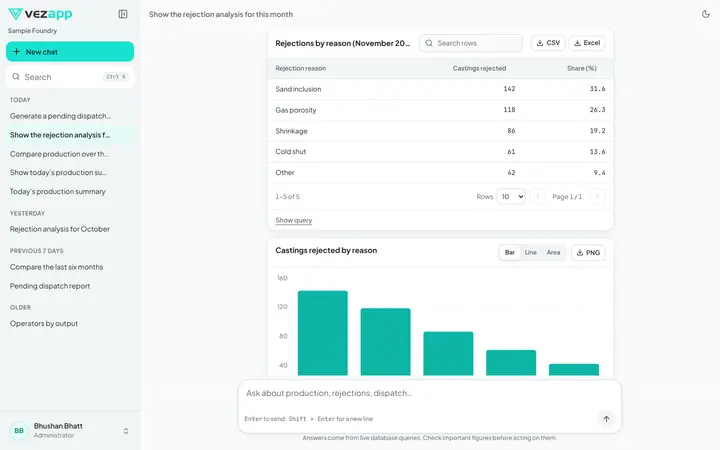 vezapp
Sample Foundry
New chat
Search Ctrl K
TODAY
Generate a pending dispatch...
Show the rejection analysis f...
Compare production over th...
Show today's production su...
Today's production summary
YESTERDAY
Rejection analysis for October
PREVIOUS 7 DAYS
Compare the last six months
Pending dispatch report
OLDER
Operators by output
BB
Bhushan Bhatt
Administrator
Show the rejection analysis for this month
Rejections by reason (November 20... Search rows CSV Excel
Rejection reason Castings rejected Share (%)
Sand inclusion 142 31.6
Gas porosity 118 26.3
Shrinkage 86 19.2
Cold shut 61 13.6
Other 42 9.4
1–5 of 5 Rows 10 Page 1 / 1
Show query
Castings rejected by reason Bar Line Area PNG
160
120
80
40
Ask about production, rejections, dispatch...
Enter to send · Shift + Enter for a new line
Answers come from live database queries. Check important figures before acting on them.